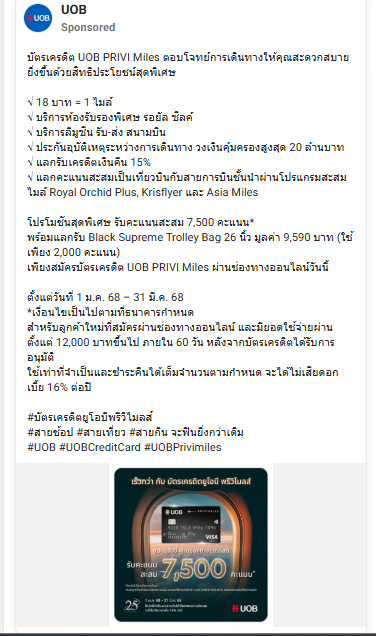 UOB
Sponsored
บัตรเครดิต UOB PRIVI Miles ตอบโจทย์การเดินทางให้คุณสะดวกสบาย
ยิ่งขึ้นด้วยสิทธิประโยชน์สุดพิเศษ
√ 18 บาท = 1 ไมล์
√ บริการห้องรับรองพิเศษ รอยัล ซิลค์
√ บริการลีมูซีน รับ-ส่ง สนามบิน
√ ประกันอุบัติเหตุระหว่างการเดินทาง วงเงินคุ้มครองสูงสุด 20 ล้านบาท
√ แลกรับเครดิตเงินคืน 15%
√ แลกคะแนนสะสมเป็นเที่ยวบินกับสายการบินชั้นนำผ่านโปรแกรมสะสม
ไมล์ Royal Orchid Plus, Krisflyer และ Asia Miles
โปรโมชั่นสุดพิเศษ รับคะแนนสะสม 7,500 คะแนน*
พร้อมแลกรับ Black Supreme Trolley Bag 26 นิ้ว มูลค่า 9,590 บาท (ใช้
เพียง 2,000 คะแนน)
เพียงสมัครบัตรเครดิต UOB PRIVI Miles ผ่านช่องทางออนไลน์วันนี้
ตั้งแต่วันที่ 1 ม.ค. 68 – 31 มี.ค. 68
*เงื่อนไขเป็นไปตามที่ธนาคารกำหนด
สำหรับลูกค้าใหม่ที่สมัครผ่านช่องทางออนไลน์ และมียอดใช้จ่ายผ่าน
ตั้งแต่ 12,000 บาทขึ้นไป ภายใน 60 วัน หลังจากบัตรเครดิตได้รับการ
อนุมัติ
ใช้เท่าที่จำเป็นและชำระคืนได้เต็มจำนวนตามกำหนด จะได้ไม่เสียดอก
เบี้ย 16% ต่อปี
#บัตรเครดิตยูโอบีพรีวิไมลส์
#สายช้อป #สายเที่ยว #สายกิน จะฟินยิ่งกว่าเดิม
#UOB #UOBCreditCard #UOBPrivimiles
เร็วกว่า กับ บัตรเครดิตยูโอบี พรีวิไมลส์
UOB
VISA
รับคะแนน
สะสม 7,500 คะแนน*
25
1 ม.ค. 68 - 31 มี.ค. 68
UOB